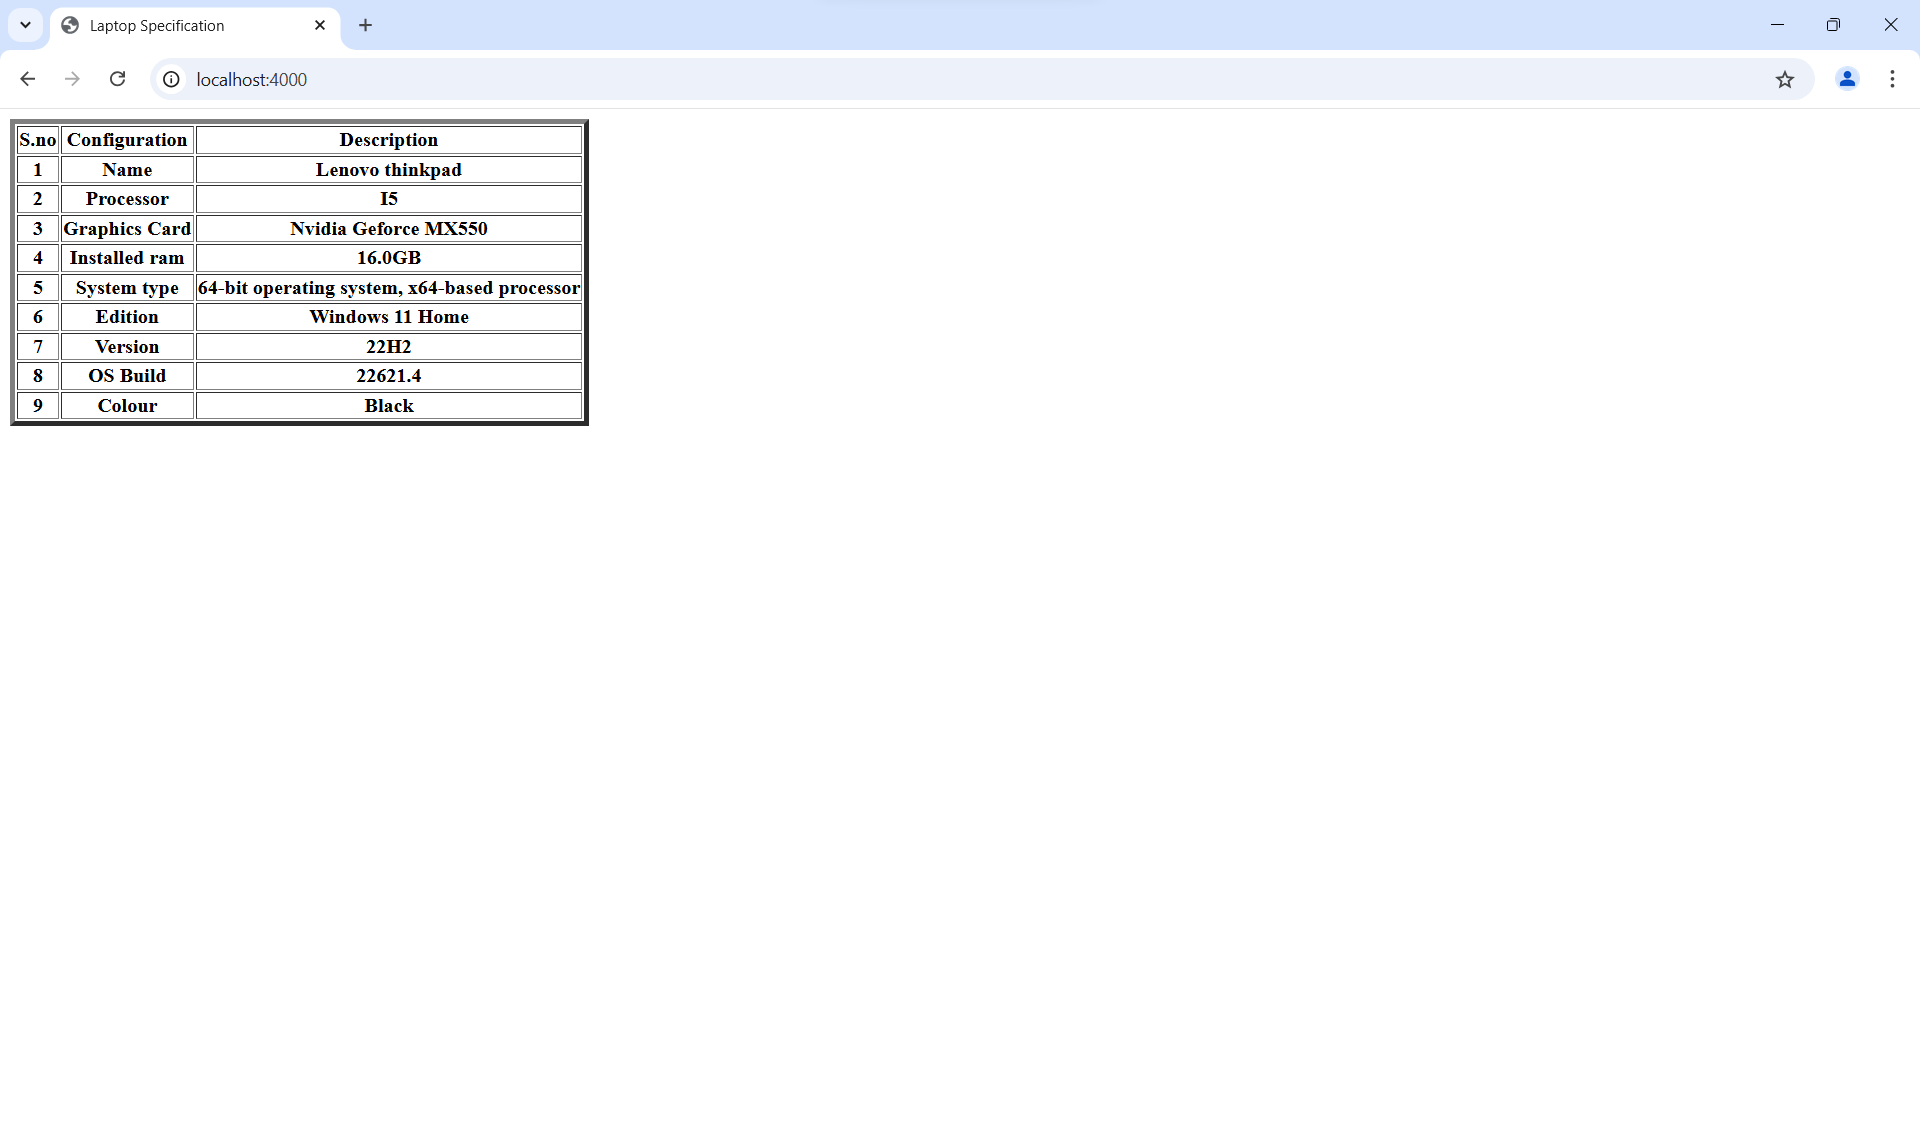 Laptop Specification
localhost:4000
S.no Configuration Description
1 Name Lenovo thinkpad
2 Processor I5
3 Graphics Card Nvidia Geforce MX550
4 Installed ram 16.0GB
5 System type 64-bit operating system, x64-based processor
6 Edition Windows 11 Home
7 Version 22H2
8 OS Build 22621.4
9 Colour Black